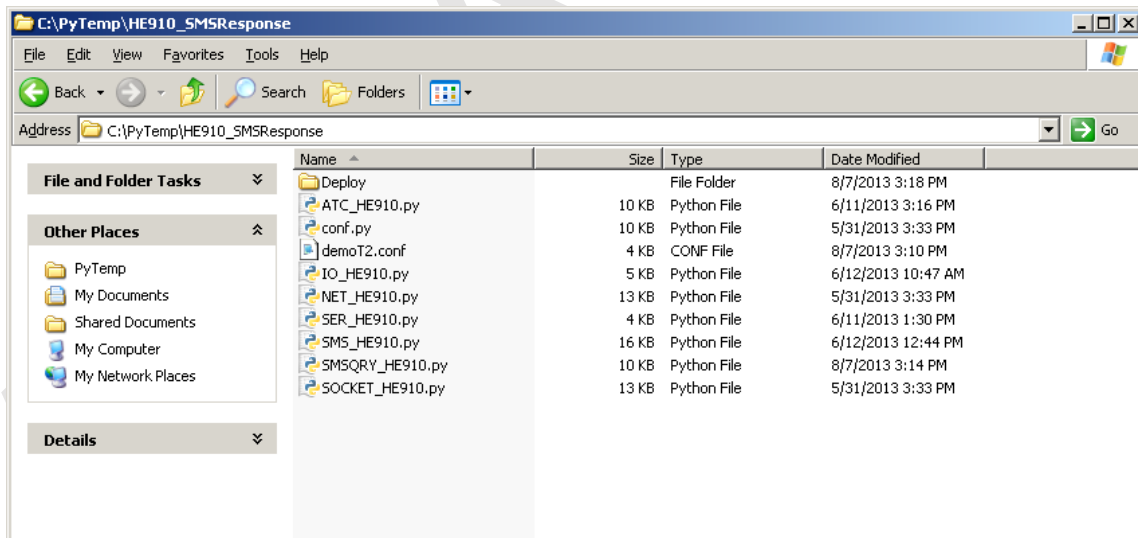 C:\PyTemp\HE910_SMSResponse
File Edit View Favorites Tools Help
Back Search Folders
Address C:\PyTemp\HE910_SMSResponse Go
File and Folder Tasks
Other Places
PyTemp
My Documents
Shared Documents
My Computer
My Network Places
Details
Name Size Type Date Modified
Deploy File Folder 8/7/2013 3:18 PM
ATC_HE910.py 10 KB Python File 6/11/2013 3:16 PM
conf.py 10 KB Python File 5/31/2013 3:33 PM
demoT2.conf 4 KB CONF File 8/7/2013 3:10 PM
IO_HE910.py 5 KB Python File 6/12/2013 10:47 AM
NET_HE910.py 13 KB Python File 5/31/2013 3:33 PM
SER_HE910.py 4 KB Python File 6/11/2013 1:30 PM
SMS_HE910.py 16 KB Python File 6/12/2013 12:44 PM
SMSQRY_HE910.py 10 KB Python File 8/7/2013 3:14 PM
SOCKET_HE910.py 13 KB Python File 5/31/2013 3:33 PM